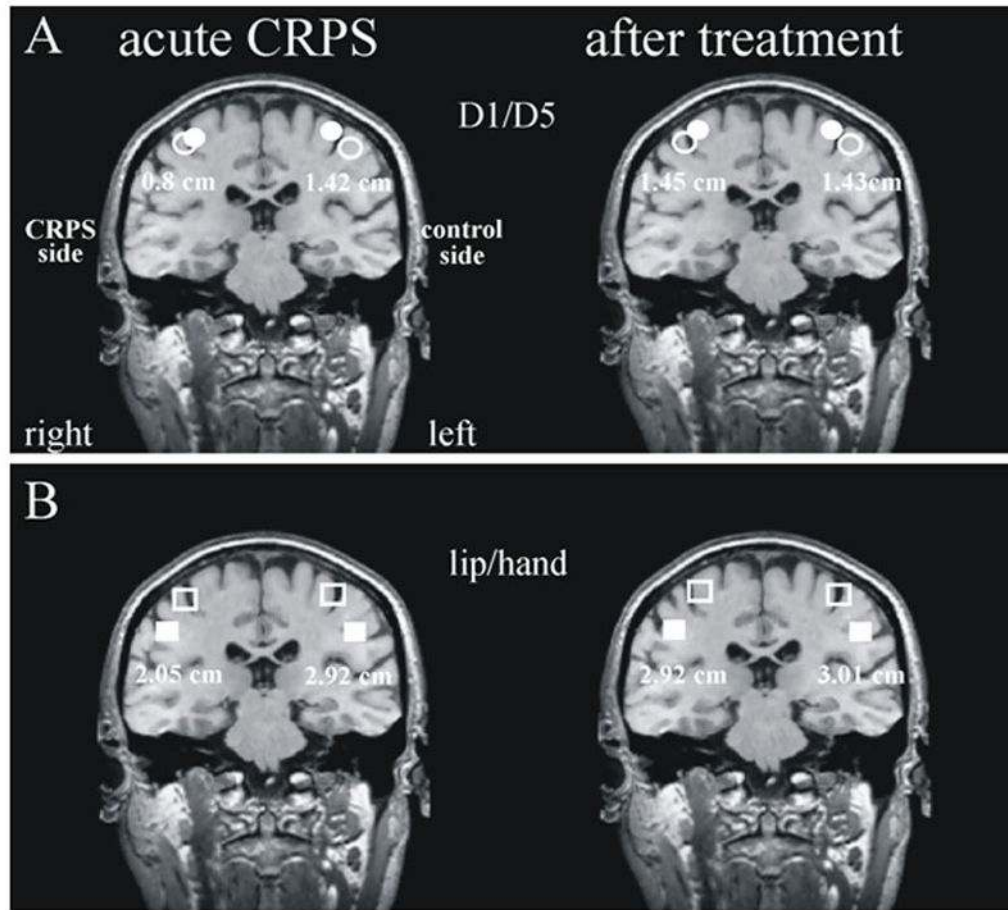 A
acute CRPS
after treatment
D1/D5
0.8 cm
1.42 cm
1.45 cm
1.43cm
CRPS
side
control
side
right
left
B
lip/hand
2.05 cm
2.92 cm
2.92 cm
3.01 cm